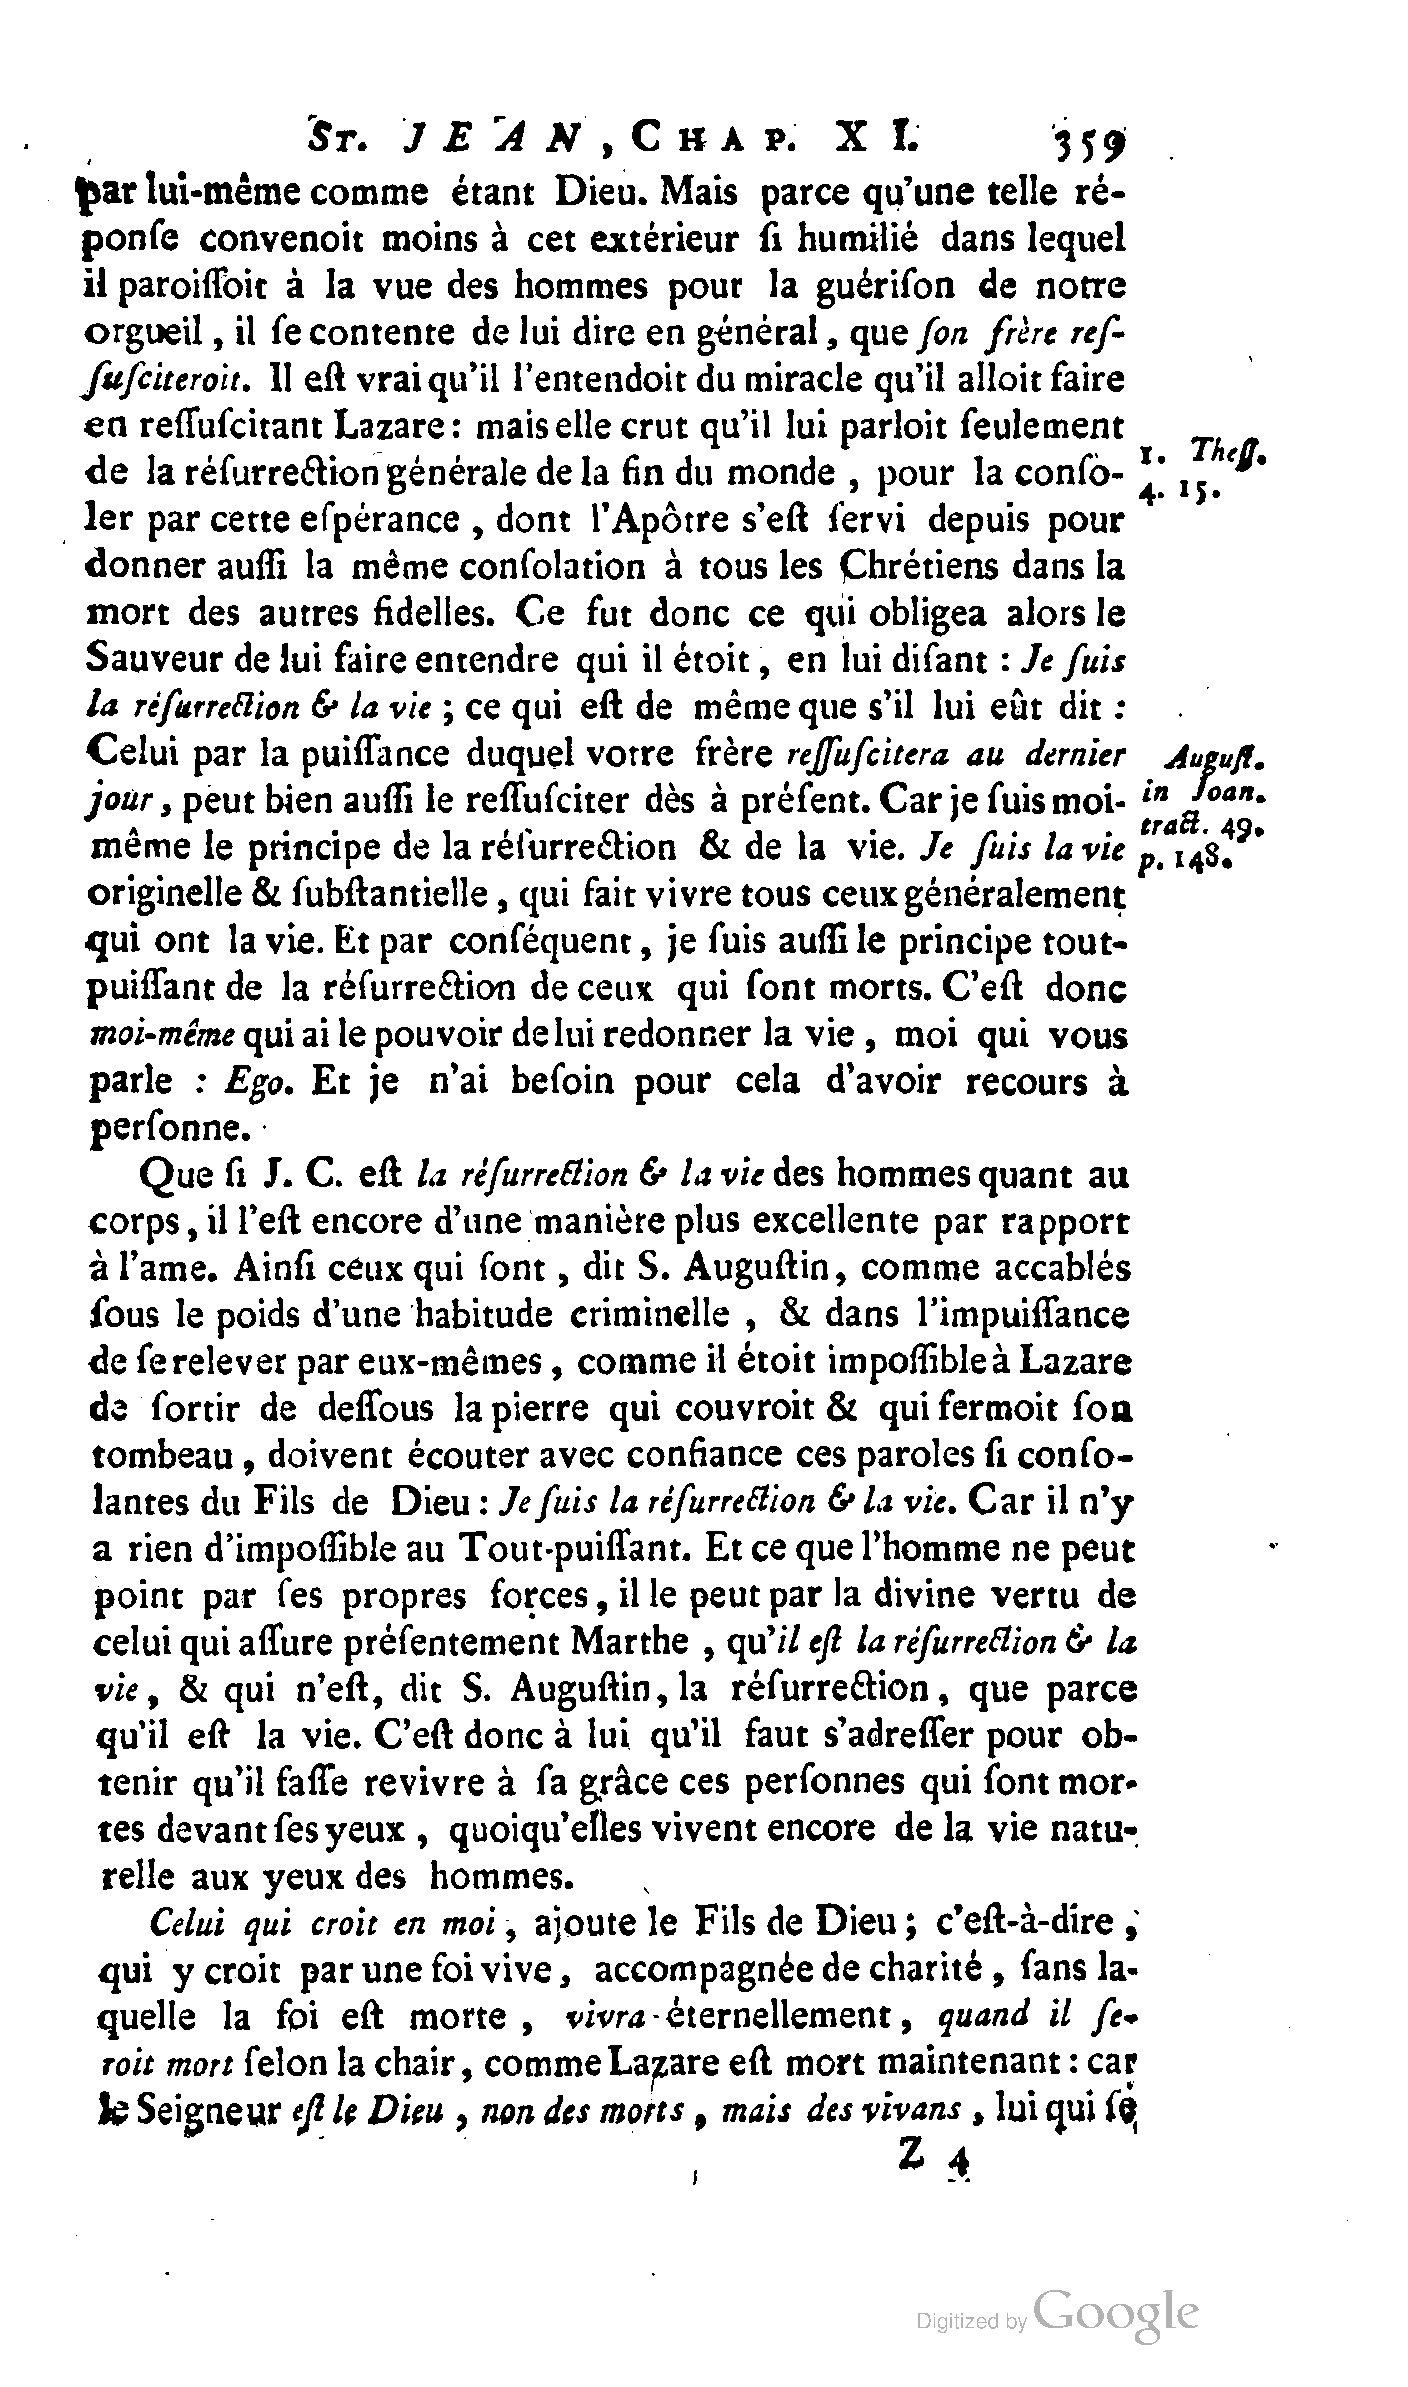 ST. JEAN, CHAP. XI. 359
par lui-même comme étant Dieu. Mais parce qu'une telle ré-
ponſe convenoit moins à cet extérieur ſi humilié dans lequel
il paroiſſoit à la vue des hommes pour la guériſon de notre
orgueil, il ſe contente de lui dire en général, que ſon frère reſ-
ſuſciteroit. Il eſt vrai qu'il l'entendoit du miracle qu'il alloit faire
en reſſuſcitant Lazare: mais elle crut qu'il lui parloit ſeulement
de la réſurrection générale de la fin du monde, pour la conſo-
ler par cette eſpérance, dont l'Apôtre s'eſt ſervi depuis pour
donner auſſi la même conſolation à tous les Chrétiens dans la
mort des autres fidelles. Ce fut donc ce qui obligea alors le
Sauveur de lui faire entendre qui il étoit, en lui diſant : Je ſuis
la réſurrection & la vie; ce qui eſt de même que s'il lui eût dit :
Celui par la puiſſance duquel votre frère reſſuſcitera au dernier
jour, peut bien auſſi le reſſuſciter dès à préſent. Car je ſuis moi-
même le principe de la réſurrection & de la vie. Je ſuis la vie
originelle & ſubſtantielle, qui fait vivre tous ceux généralement
qui ont la vie. Et par conſéquent, je ſuis auſſi le principe tout-
puiſſant de la réſurrection de ceux qui ſont morts. C'eſt donc
moi-même qui ai le pouvoir de lui redonner la vie, moi qui vous
parle : Ego. Et je n'ai beſoin pour cela d'avoir recours à
perſonne.
1. Theſſ.
4. 15.
Auguſt.
in Joan.
tract. 49.
p. 148.
Que ſi J. C. eſt la réſurrection & la vie des hommes quant au
corps, il l'eſt encore d'une manière plus excellente par rapport
à l'ame. Ainſi ceux qui ſont, dit S. Auguſtin, comme accablés
ſous le poids d'une habitude criminelle, & dans l'impuiſſance
de ſe relever par eux-mêmes, comme il étoit impoſſible à Lazare
de ſortir de deſſous la pierre qui couvroit & qui fermoit ſon
tombeau, doivent écouter avec confiance ces paroles ſi conſo-
lantes du Fils de Dieu: Je ſuis la réſurrection & la vie. Car il n'y
a rien d'impoſſible au Tout-puiſſant. Et ce que l'homme ne peut
point par ſes propres forces, il le peut par la divine vertu de
celui qui aſſure préſentement Marthe, qu'il eſt la réſurrection & la
vie, & qui n'eſt, dit S. Auguſtin, la réſurrection, que parce
qu'il eſt la vie. C'eſt donc à lui qu'il faut s'adreſſer pour ob-
tenir qu'il faſſe revivre à ſa grâce ces perſonnes qui ſont mor-
tes devant ſes yeux, quoiqu'elles vivent encore de la vie natu-
relle aux yeux des hommes.
Celui qui croit en moi, ajoute le Fils de Dieu; c'eſt-à-dire,
qui y croit par une foi vive, accompagnée de charité, ſans la-
quelle la foi eſt morte, vivra éternellement, quand il ſe-
roit mort ſelon la chair, comme Lazare eſt mort maintenant: car
le Seigneur eſt le Dieu, non des morts, mais des vivans, lui qui ſe
Z 4
Digitized by Google